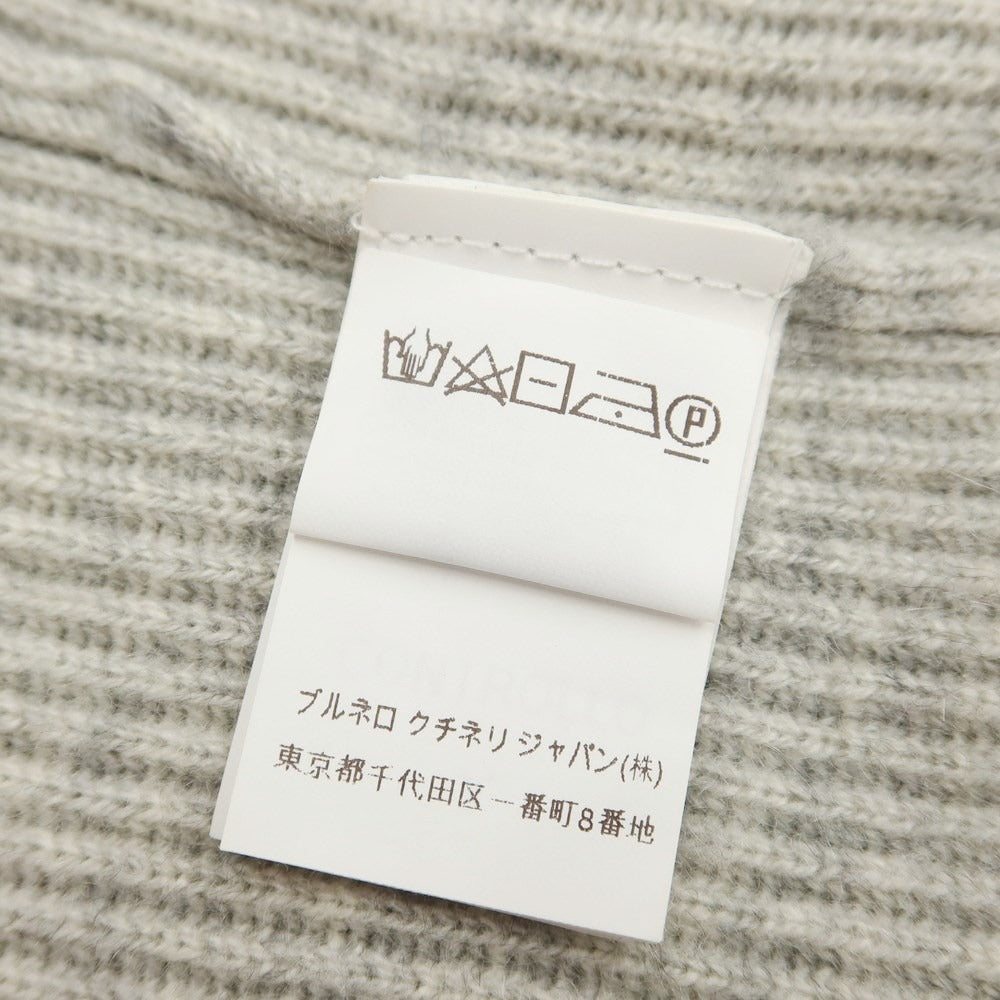 P
ブルネロ クチネリ ジャパン(株)
東京都千代田区一番町8番地